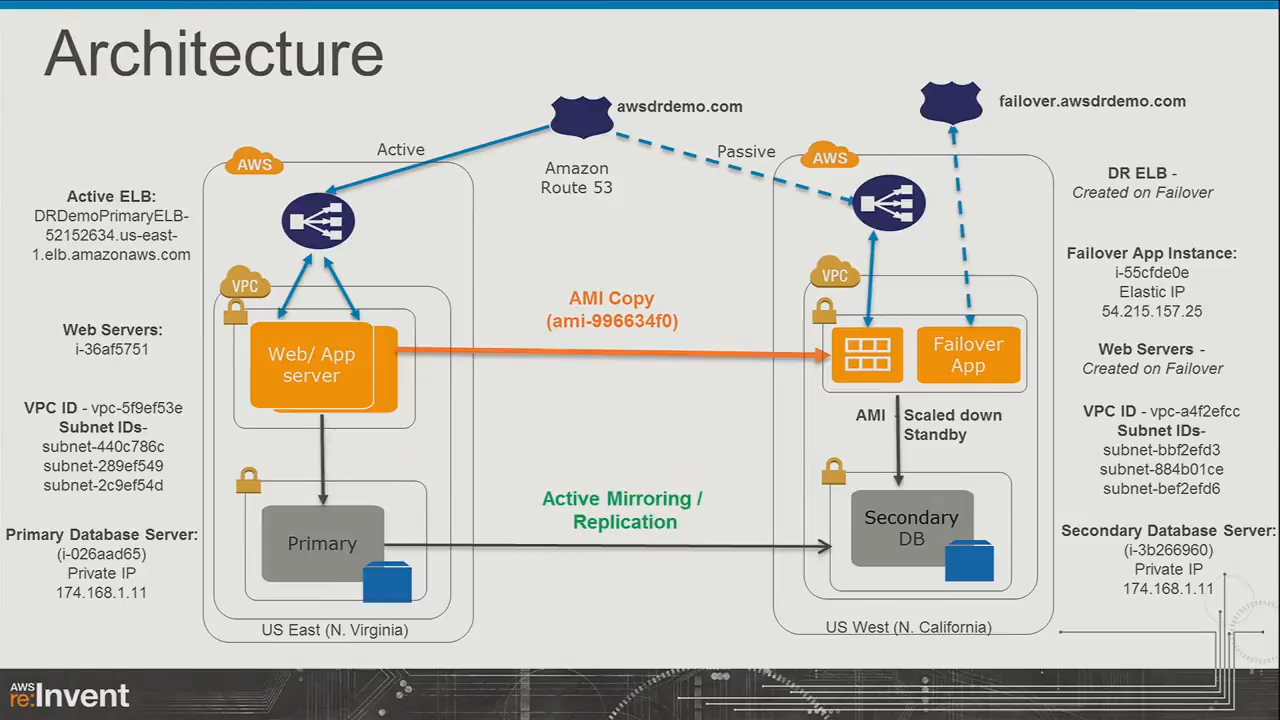 Architecture
awsdrdemo.com
failover.awsdrdemo.com
Active
Passive
Amazon
Route 53
AWS
AWS
Active ELB:
DRDemoPrimaryELB-
52152634.us-east-
1.elb.amazonaws.com
Web Servers:
i-36af5751
VPC ID - vpc-5f9ef53e
Subnet IDs-
subnet-440c786c
subnet-289ef549
subnet-2c9ef54d
Primary Database Server:
(i-026aad65)
Private IP
174.168.1.11
VPC
Web/ App
server
Primary
US East (N. Virginia)
AMI Copy
(ami-996634f0)
Active Mirroring /
Replication
VPC
Failover
App
AMI - Scaled down
Standby
Secondary
DB
US West (N. California)
DR ELB -
Created on Failover
Failover App Instance:
i-55cfde0e
Elastic IP
54.215.157.25
Web Servers -
Created on Failover
VPC ID - vpc-a4f2efcc
Subnet IDs-
subnet-bbf2efd3
subnet-884b01ce
subnet-bef2efd6
Secondary Database Server:
(i-3b266960)
Private IP
174.168.1.11
AWS
re:Invent